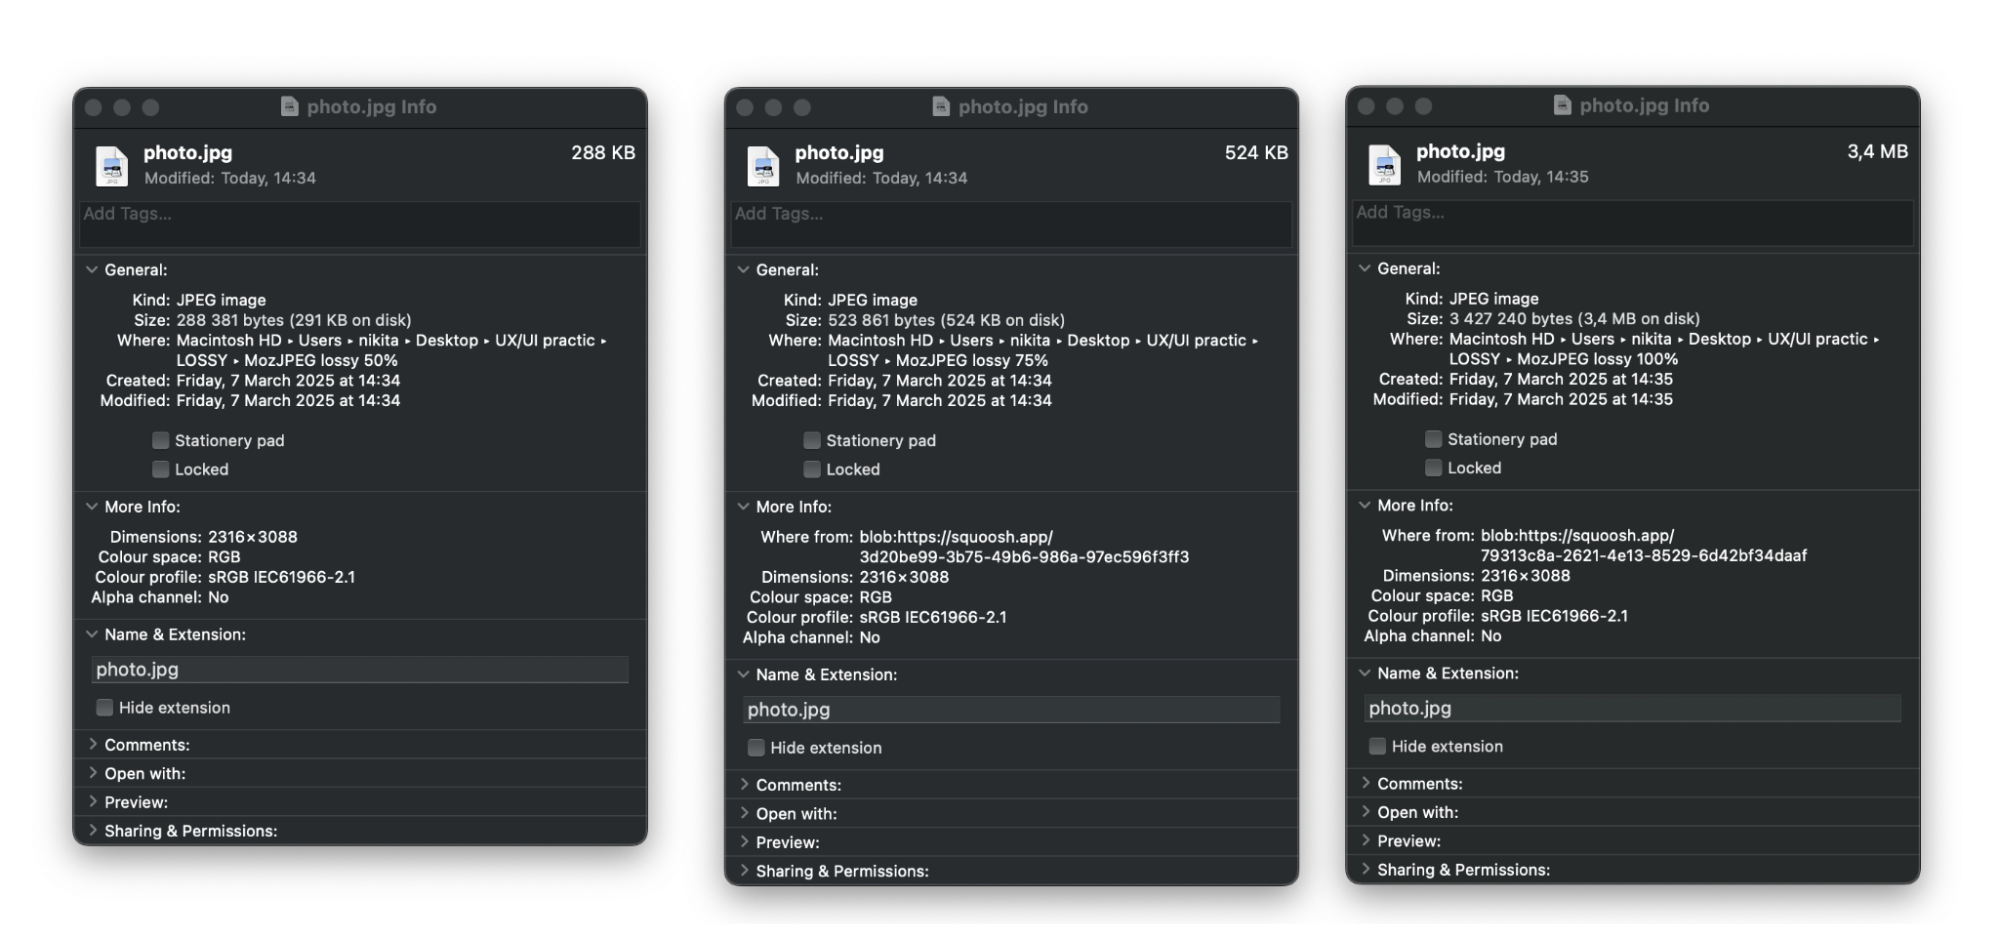 photo.jpg Info
photo.jpg
288 KB
Modified: Today, 14:34
Add Tags...
General:
Kind: JPEG image
Size: 288 381 bytes (291 KB on disk)
Where: Macintosh HD ▸ Users ▸ nikita ▸ Desktop ▸ UX/UI practic ▸
LOSSY ▸ MozJPEG lossy 50%
Created: Friday, 7 March 2025 at 14:34
Modified: Friday, 7 March 2025 at 14:34
Stationery pad
Locked
More Info:
Dimensions: 2316×3088
Colour space: RGB
Colour profile: sRGB IEC61966-2.1
Alpha channel: No
Name & Extension:
photo.jpg
Hide extension
Comments:
Open with:
Preview:
Sharing & Permissions:
photo.jpg Info
photo.jpg
524 KB
Modified: Today, 14:34
Add Tags...
General:
Kind: JPEG image
Size: 523 861 bytes (524 KB on disk)
Where: Macintosh HD ▸ Users ▸ nikita ▸ Desktop ▸ UX/UI practic ▸
LOSSY ▸ MozJPEG lossy 75%
Created: Friday, 7 March 2025 at 14:34
Modified: Friday, 7 March 2025 at 14:34
Stationery pad
Locked
More Info:
Where from: blob:https://squoosh.app/
3d20be99-3b75-49b6-986a-97ec596f3ff3
Dimensions: 2316×3088
Colour space: RGB
Colour profile: sRGB IEC61966-2.1
Alpha channel: No
Name & Extension:
photo.jpg
Hide extension
Comments:
Open with:
Preview:
Sharing & Permissions:
photo.jpg Info
photo.jpg
3,4 MB
Modified: Today, 14:35
Add Tags...
General:
Kind: JPEG image
Size: 3 427 240 bytes (3,4 MB on disk)
Where: Macintosh HD ▸ Users ▸ nikita ▸ Desktop ▸ UX/UI practic ▸
LOSSY ▸ MozJPEG lossy 100%
Created: Friday, 7 March 2025 at 14:35
Modified: Friday, 7 March 2025 at 14:35
Stationery pad
Locked
More Info:
Where from: blob:https://squoosh.app/
79313c8a-2621-4e13-8529-6d42bf34daaf
Dimensions: 2316×3088
Colour space: RGB
Colour profile: sRGB IEC61966-2.1
Alpha channel: No
Name & Extension:
photo.jpg
Hide extension
Comments:
Open with:
Preview:
Sharing & Permissions: